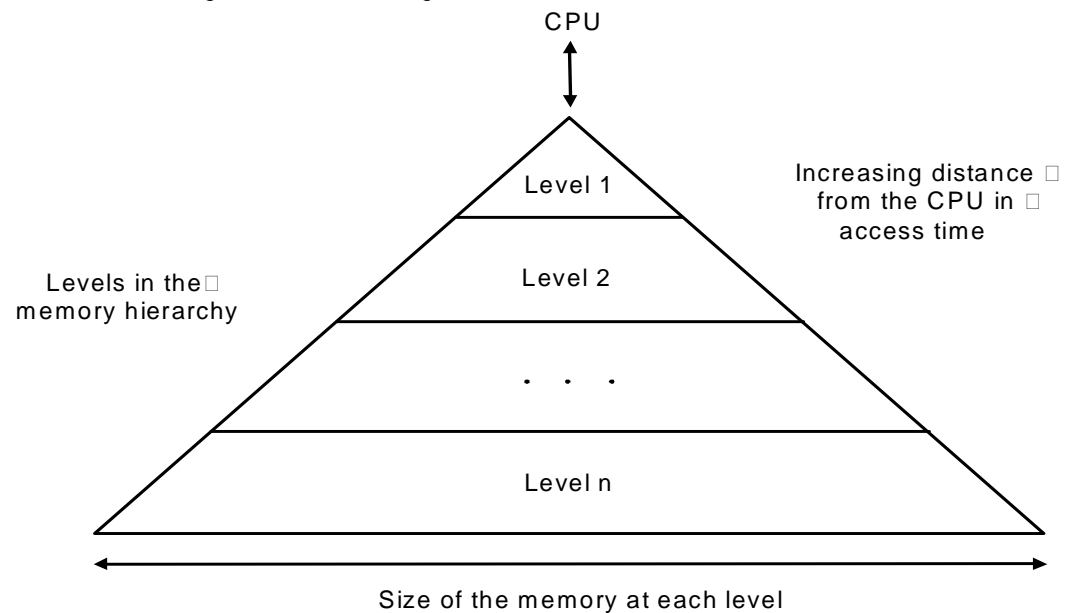 CPU
Level 1
Increasing distance
from the CPU in
access time
Levels in the
memory hierarchy
Level 2
. . .
Level n
Size of the memory at each level